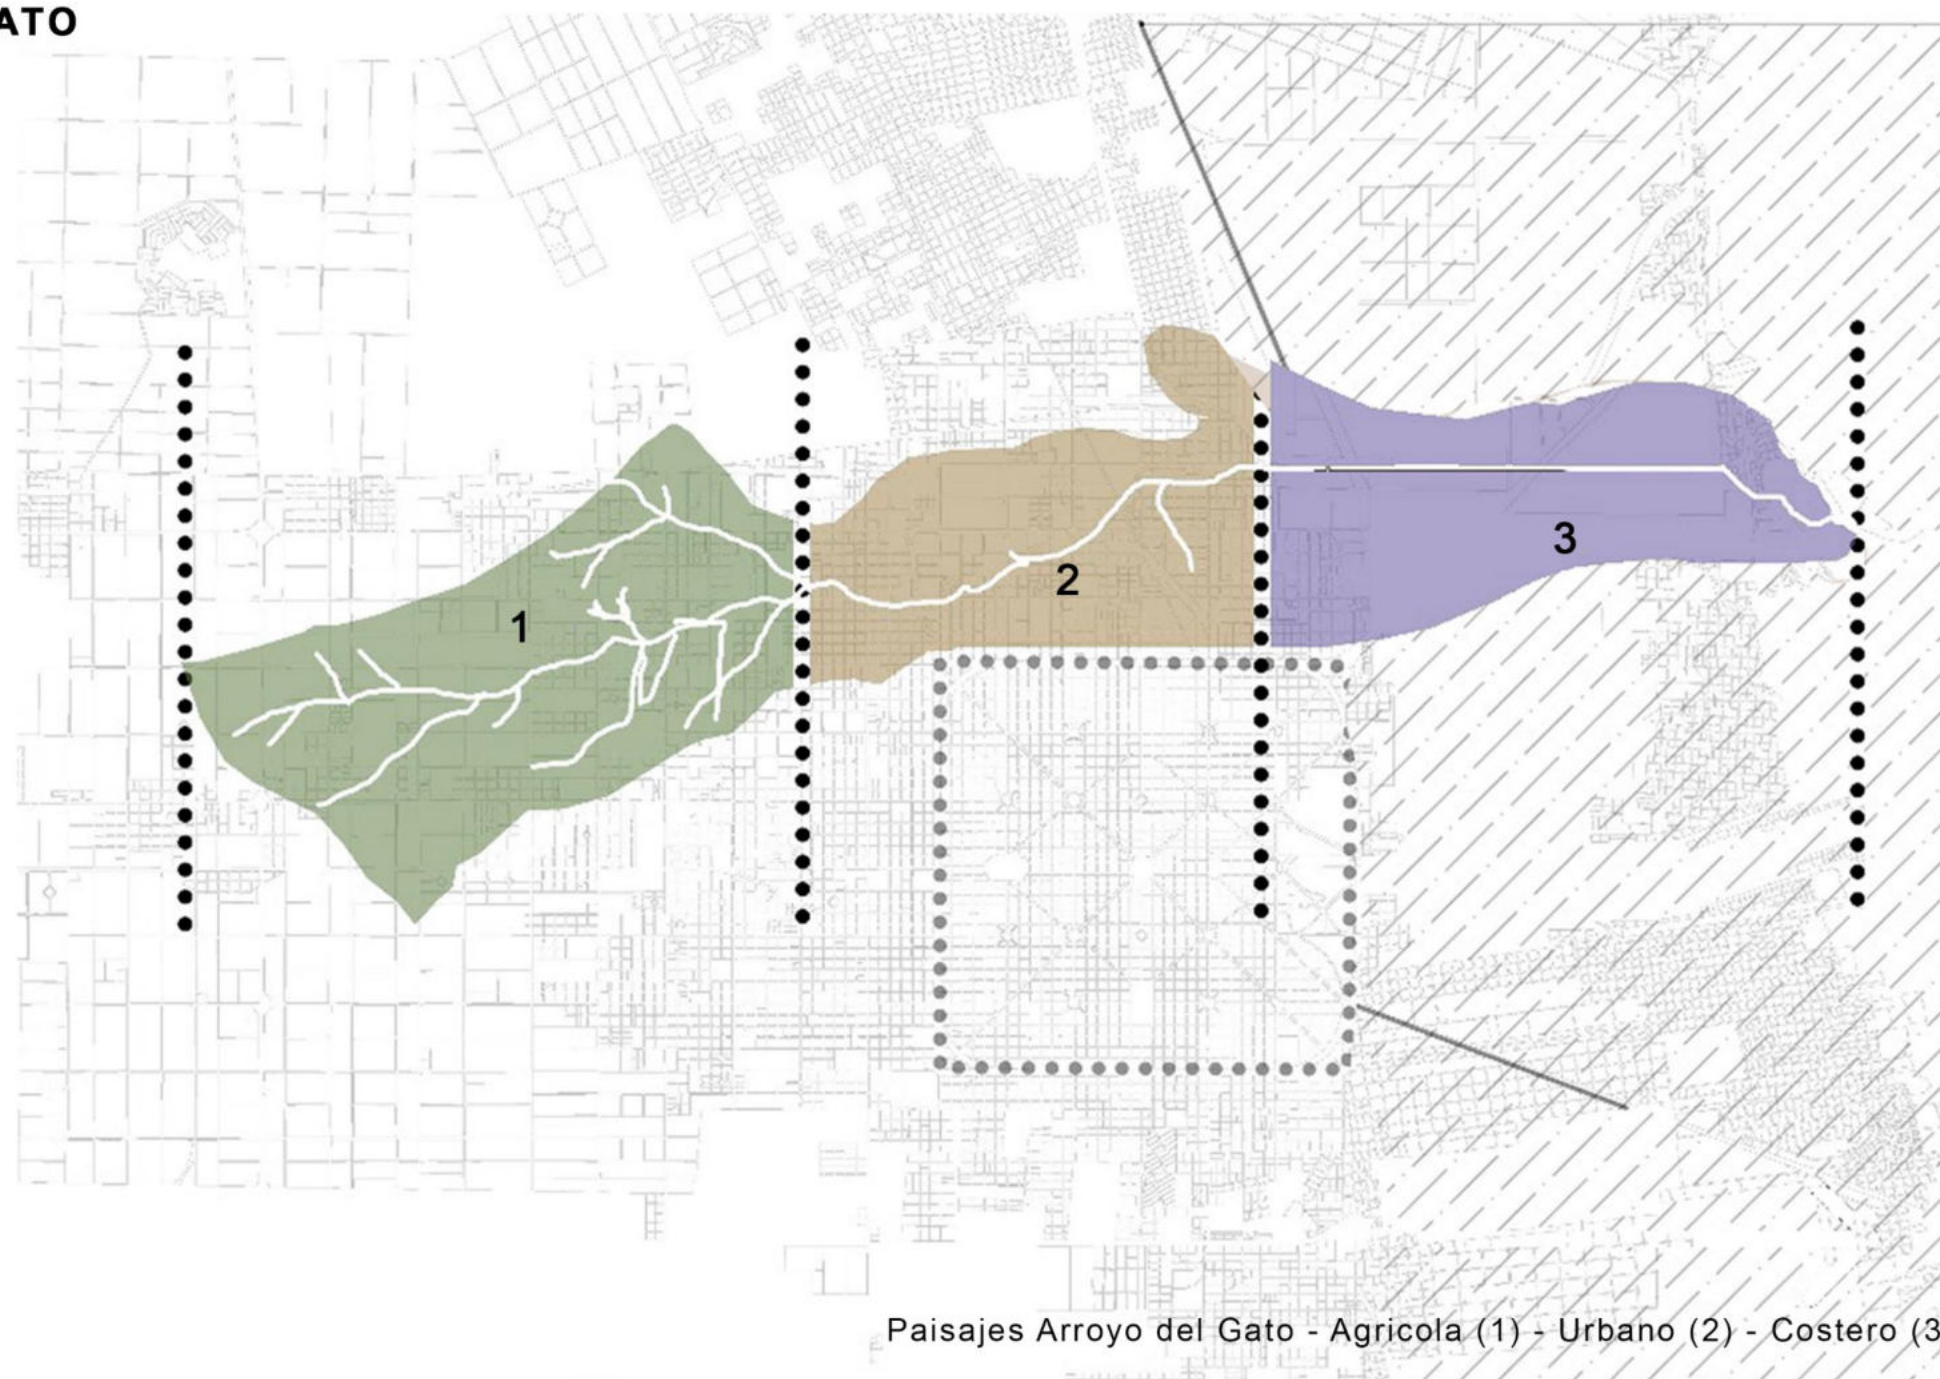 ATO
1
2
3
Paisajes Arroyo del Gato - Agricola (1) - Urbano (2) - Costero (3